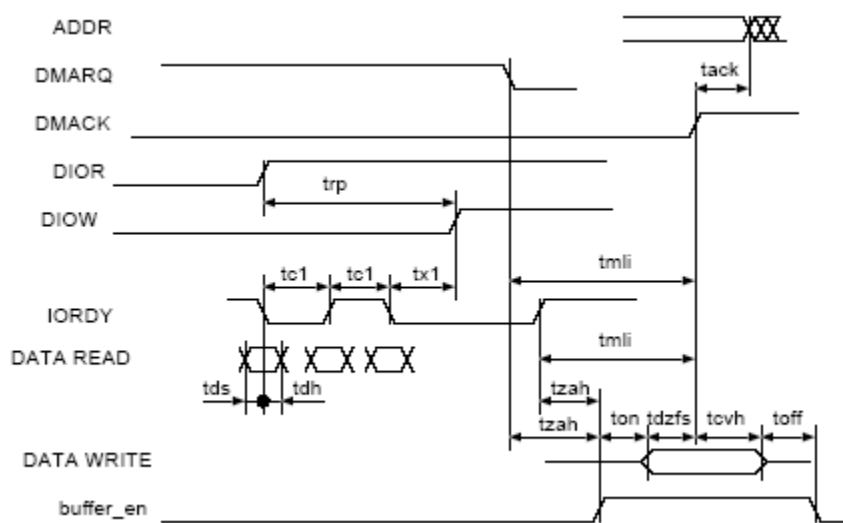 ADDR
DMARQ
tack
DMACK
DIOR
trp
DIOW
tc1 tc1 tx1
tmli
IORDY
tmli
DATA READ
tds tdh
tzah
tzah ton tdzfs tcvh toff
DATA WRITE
buffer_en